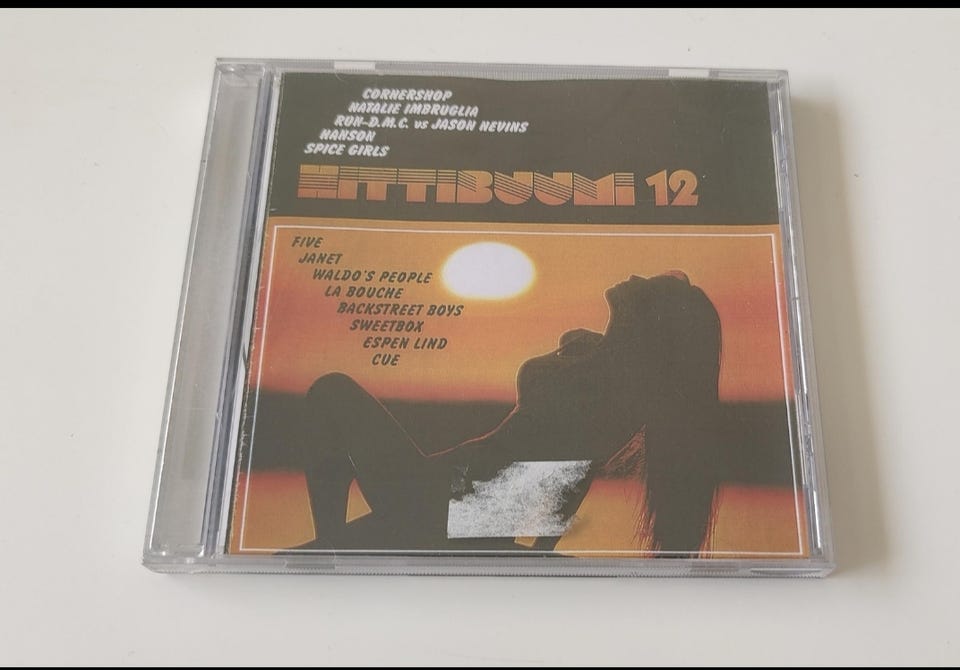 CORNERSHOP
NATALIE IMBRUGLIA
RUN-D.M.C. vs JASON NEVINS
HANSON
SPICE GIRLS
HITTIBUUMI 12
FIVE
JANET
WALDO'S PEOPLE
LA BOUCHE
BACKSTREET BOYS
SWEETBOX
ESPEN LIND
CUE